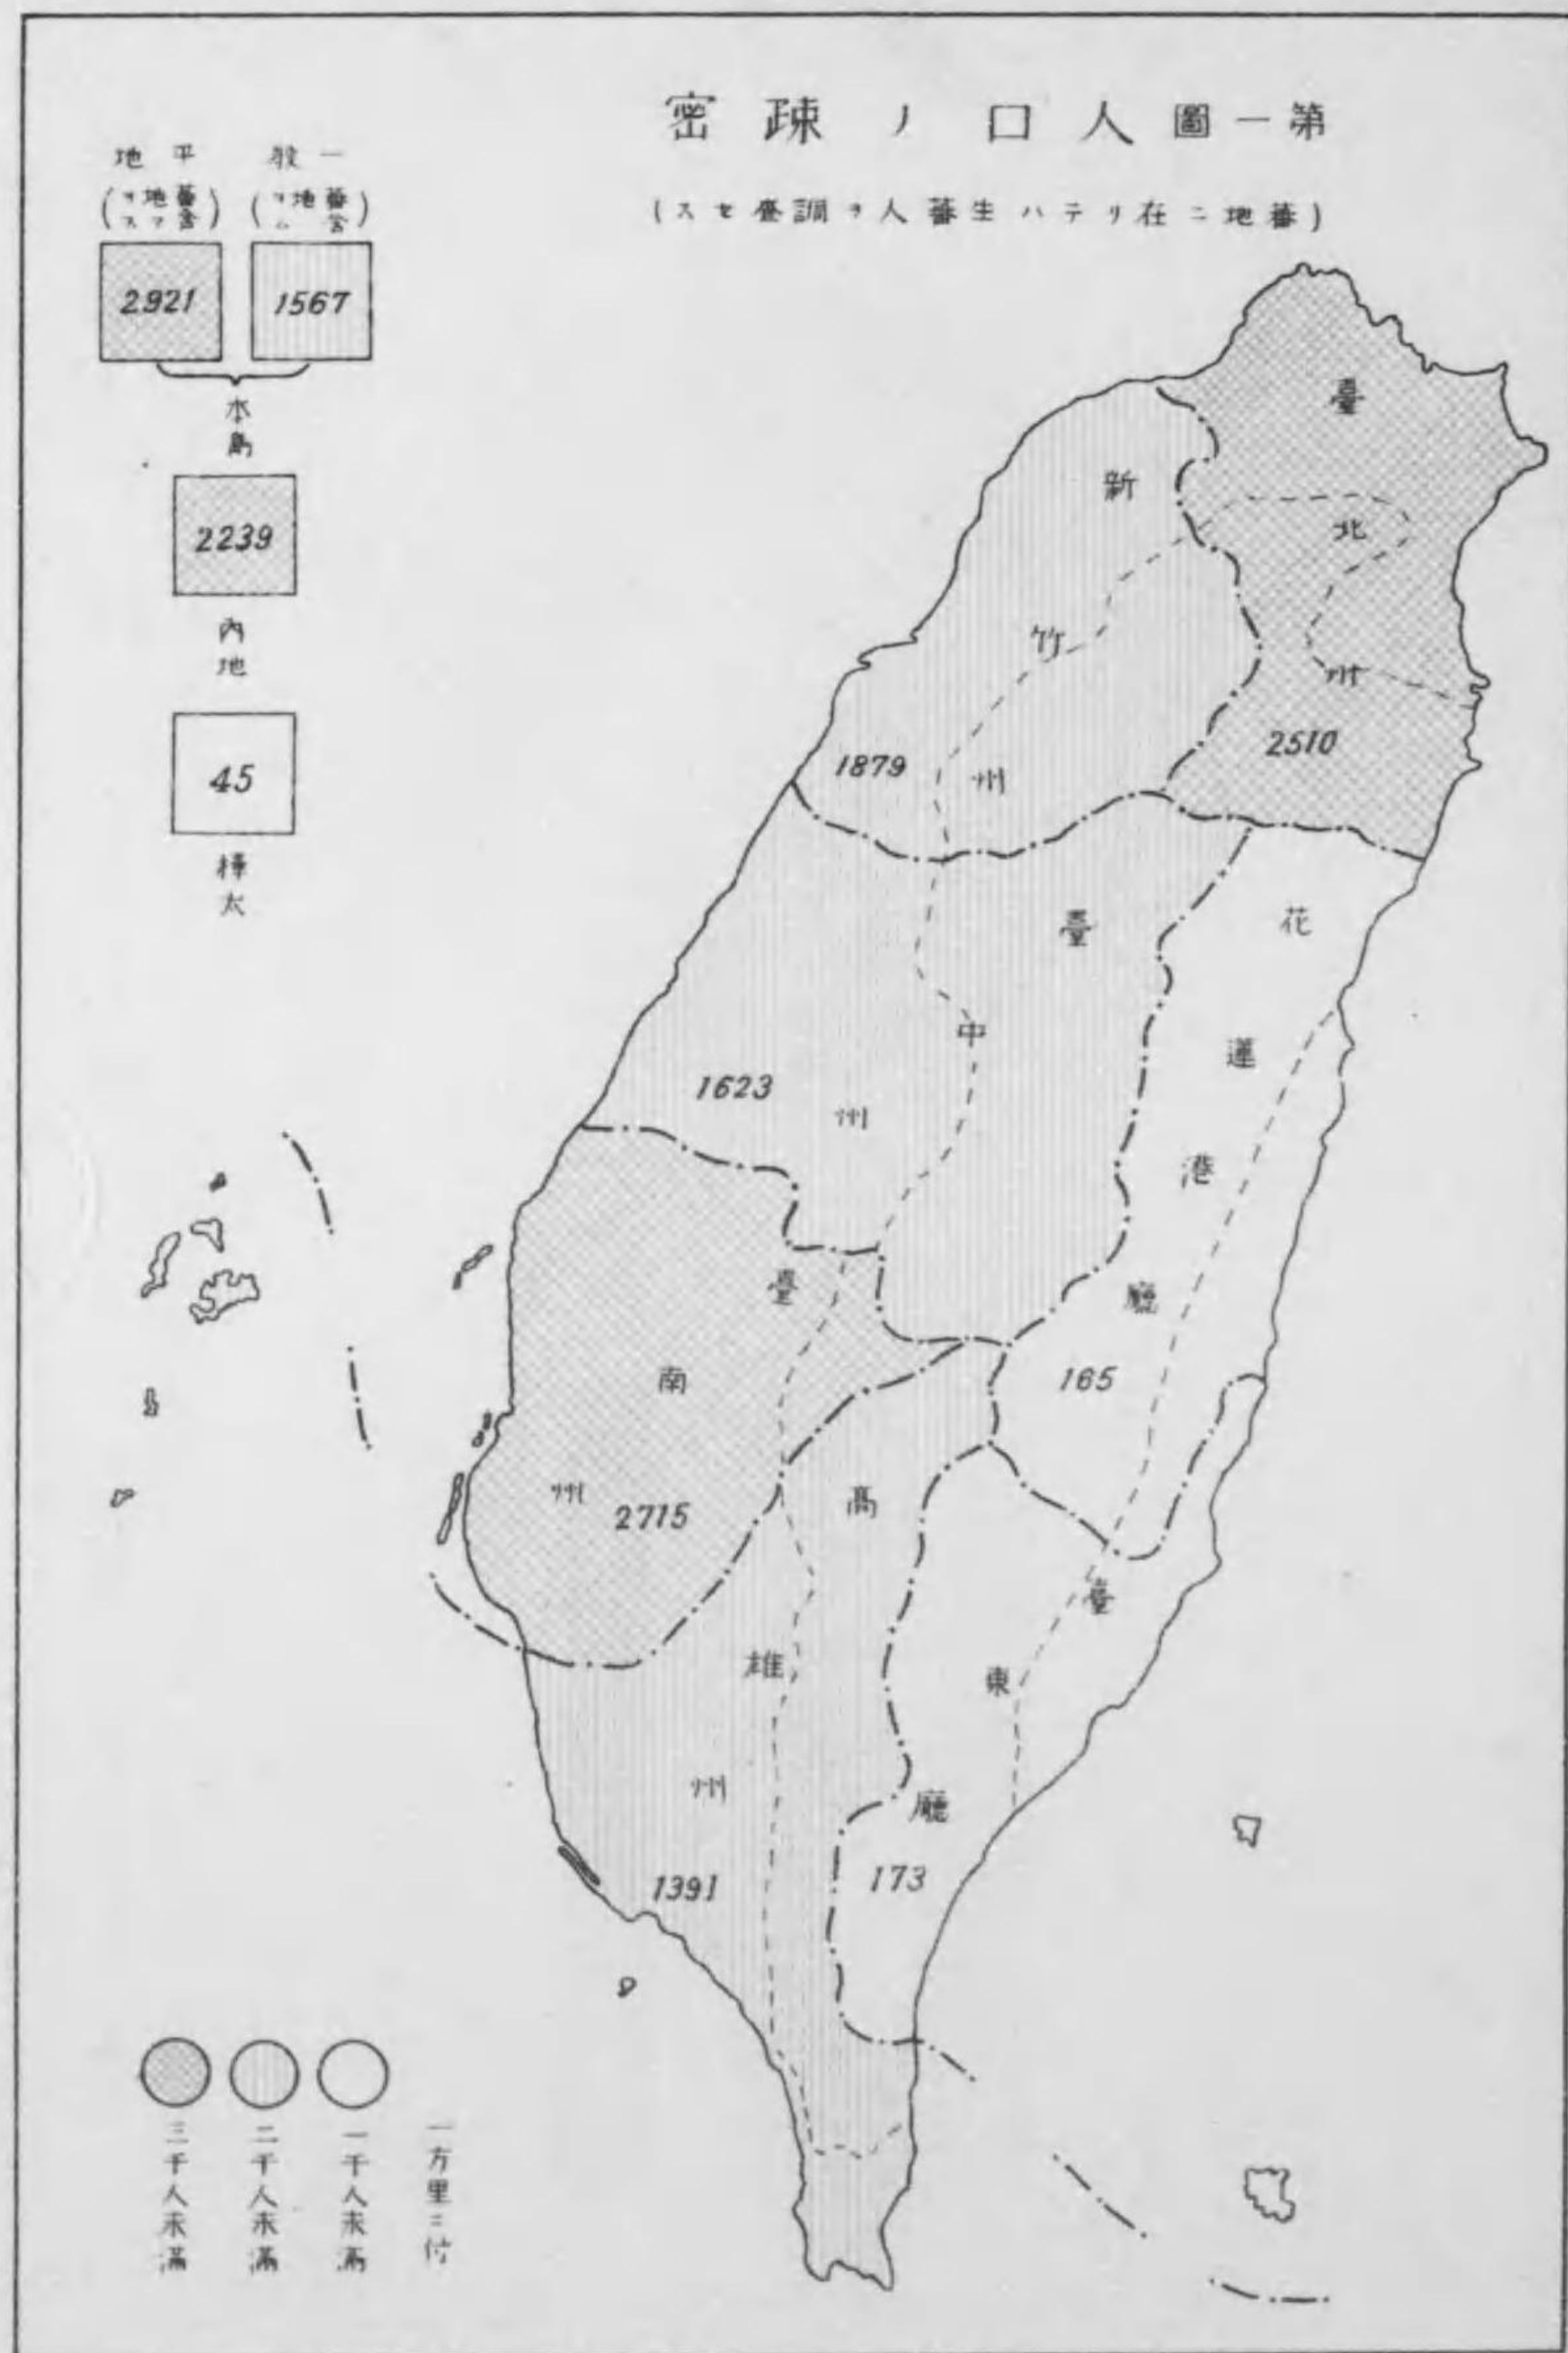 第一圖人口ノ疎密
(蕃地ニ在リテハ生蕃人ヲ調査セス)
一般
(蕃地ヲ含ム)
平地
(蕃地ヲ含マス)
1567
2921
本島
2239
內地
45
樺太
臺北州
2510
新竹州
1879
臺中州
1623
花蓮港廳
165
臺南州
2715
高雄州
1391
臺東廳
173
一方里ニ付
一千人未滿
二千人未滿
三千人未滿